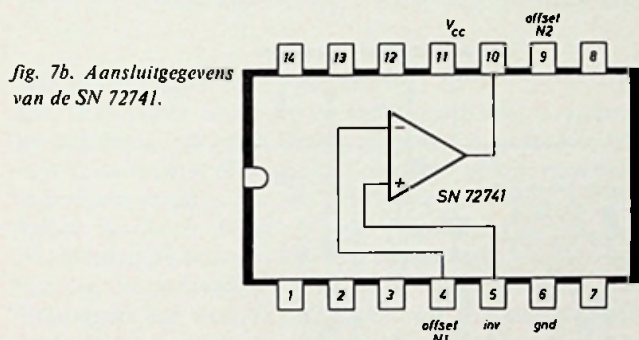 fig. 7b. Aansluitgegevens
van de SN 72741.
Vcc
offset
N2
14 13 12 11 10 9 8
-
+
SN 72741
1 2 3 4 5 6 7
offset
N1
inv
gnd